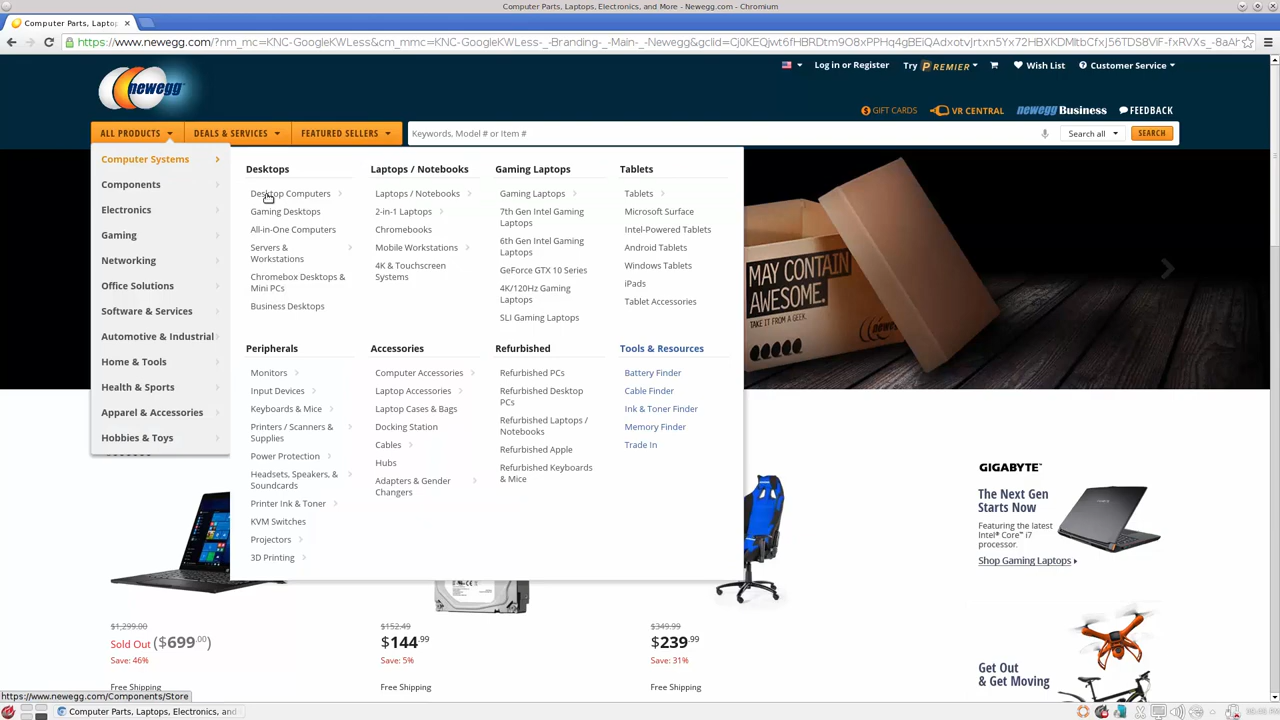 Computer Parts, Laptops, Electronics, and More - Newegg.com - Chromium
Computer Parts, Laptop
https://www.newegg.com/?nm_mc=KNC-GoogleKWLess&cm_mmc=KNC-GoogleKWLess-_-Branding-_-Main-_-Newegg&gclid=
Log in or Register
Try PREMIER
Wish List
Customer Service
newegg
GIFT CARDS
VR CENTRAL
newegg Business
FEEDBACK
ALL PRODUCTS
DEALS & SERVICES
FEATURED SELLERS
Keywords, Model # or Item #
Search all
SEARCH
Computer Systems
Components
Electronics
Gaming
Networking
Office Solutions
Software & Services
Automotive & Industrial
Home & Tools
Health & Sports
Apparel & Accessories
Hobbies & Toys
Desktops
Desktop Computers
Gaming Desktops
All-in-One Computers
Servers &
Workstations
Chromebox Desktops &
Mini PCs
Business Desktops
Laptops / Notebooks
Laptops / Notebooks
2-in-1 Laptops
Chromebooks
Mobile Workstations
4K & Touchscreen
Systems
Gaming Laptops
Gaming Laptops
7th Gen Intel Gaming
Laptops
6th Gen Intel Gaming
Laptops
GeForce GTX 10 Series
4K/120Hz Gaming
Laptops
SLI Gaming Laptops
Tablets
Tablets
Microsoft Surface
Intel-Powered Tablets
Android Tablets
Windows Tablets
iPads
Tablet Accessories
Peripherals
Monitors
Input Devices
Keyboards & Mice
Printers / Scanners &
Supplies
Power Protection
Headsets, Speakers, &
Soundcards
Printer Ink & Toner
KVM Switches
Projectors
3D Printing
Accessories
Computer Accessories
Laptop Accessories
Laptop Cases & Bags
Docking Station
Cables
Hubs
Adapters & Gender
Changers
Refurbished
Refurbished PCs
Refurbished Desktop
PCs
Refurbished Laptops /
Notebooks
Refurbished Apple
Refurbished Keyboards
& Mice
Tools & Resources
Battery Finder
Cable Finder
Ink & Toner Finder
Memory Finder
Trade In
MAY CONTAIN
AWESOME.
TAKE IT FROM A GEEK.
$1,299.00
Sold Out ($699.00)
Save: 46%
Free Shipping
$152.49
$144.99
Save: 5%
Free Shipping
$349.99
$239.99
Save: 31%
Free Shipping
GIGABYTE™
The Next Gen
Starts Now
Featuring the latest
Intel® Core™ i7
processor.
Shop Gaming Laptops
Get Out
& Get Moving
https://www.newegg.com/Components/Store
Computer Parts, Laptops, Electronics, and